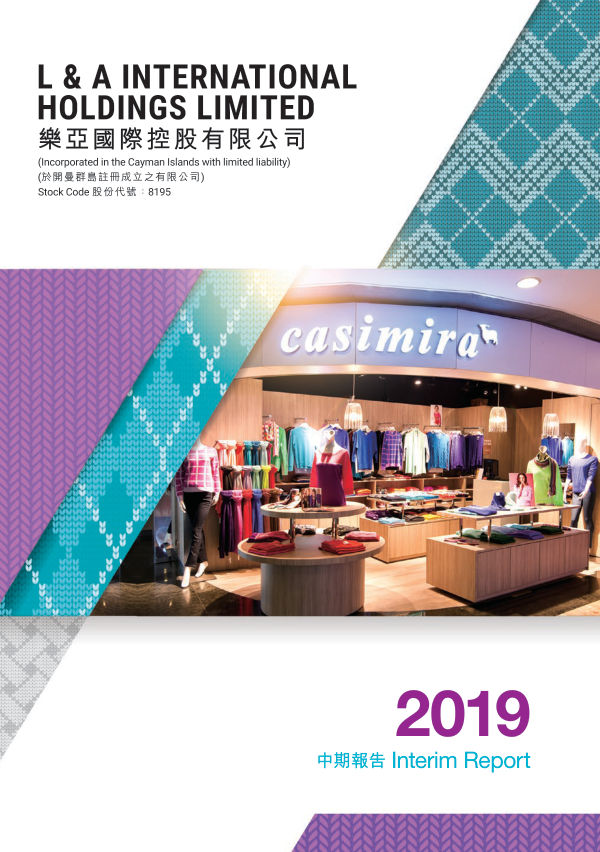 L & A INTERNATIONAL
HOLDINGS LIMITED
樂亞國際控股有限公司
(Incorporated in the Cayman Islands with limited liability)
(於開曼群島註冊成立之有限公司)
Stock Code 股份代號：8195
casimira
2019
中期報告 Interim Report